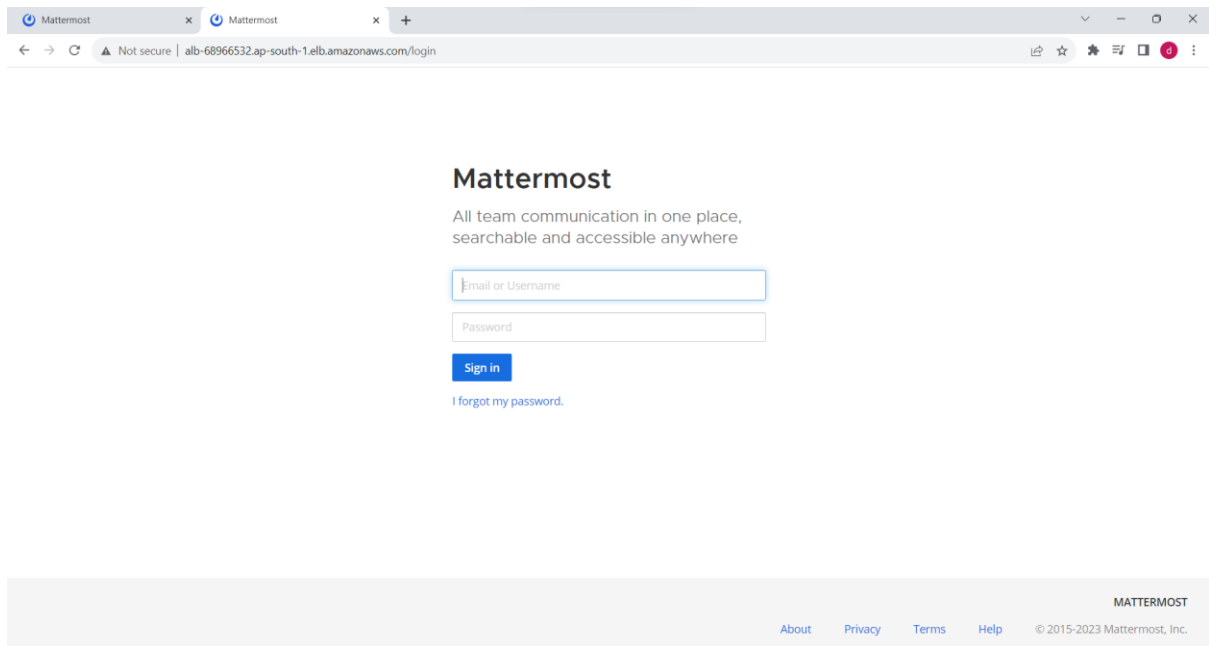 Mattermost
Mattermost
Not secure alb-68966532.ap-south-1.elb.amazonaws.com/login
d
Mattermost
All team communication in one place,
searchable and accessible anywhere
Email or Username
Password
Sign in
I forgot my password.
MATTERMOST
About Privacy Terms Help © 2015-2023 Mattermost, Inc.